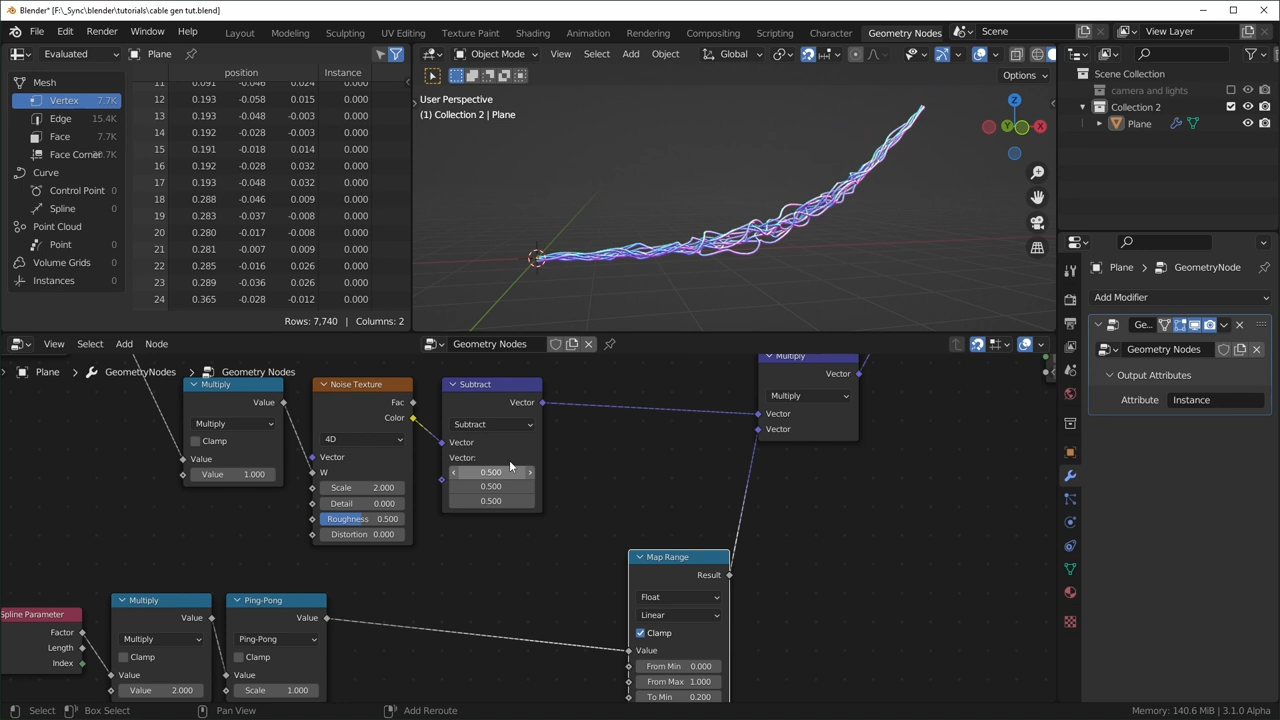 Blender* [F:\_Sync\blender\tutorials\cable gen tut.blend]
File Edit Render Window Help Layout Modeling Sculpting UV Editing Texture Paint Shading Animation Rendering Compositing Scripting Character Geometry Nodes Scene View Layer
Evaluated Plane
Object Mode View Select Add Object Global
position Instance
Options
Mesh
Vertex 7.7K
Edge 15.4K
Face 7.7K
Face Corner
Curve
Control Point 0
Spline 0
Point Cloud
Point 0
Volume Grids 0
Instances 0
11 0.091 -0.046 0.024 0.000
12 0.193 -0.058 0.015 0.000
13 0.193 -0.048 -0.003 0.000
14 0.192 -0.028 -0.003 0.000
15 0.191 -0.018 0.014 0.000
16 0.192 -0.028 0.032 0.000
17 0.193 -0.048 0.032 0.000
18 0.288 -0.046 0.009 0.000
19 0.283 -0.037 -0.008 0.000
20 0.280 -0.017 -0.008 0.000
21 0.281 -0.007 0.009 0.000
22 0.285 -0.016 0.026 0.000
23 0.289 -0.036 0.026 0.000
24 0.365 -0.028 -0.012 0.000
Rows: 7,740 | Columns: 2
User Perspective
(1) Collection 2 | Plane
Z
Y
X
Scene Collection
camera and lights
Collection 2
Plane
Plane GeometryNode
Add Modifier
Ge...
Geometry Nodes
Output Attributes
Attribute Instance
View Select Add Node Geometry Nodes
Plane GeometryNodes Geometry Nodes
Multiply
Value
Multiply
Clamp
Value
Value 1.000
Noise Texture
Fac
Color
4D
Vector
W
Scale 2.000
Detail 0.000
Roughness 0.500
Distortion 0.000
Subtract
Vector
Subtract
Vector
Vector:
0.500
0.500
0.500
Multiply
Vector
Multiply
Vector
Vector
Spline Parameter
Factor
Length
Index
Multiply
Value
Multiply
Clamp
Value
Value 2.000
Ping-Pong
Value
Ping-Pong
Clamp
Value
Scale 1.000
Map Range
Result
Float
Linear
Clamp
Value
From Min 0.000
From Max 1.000
To Min 0.200
Select Box Select Pan View Add Reroute Memory: 140.6 MiB | 3.1.0 Alpha